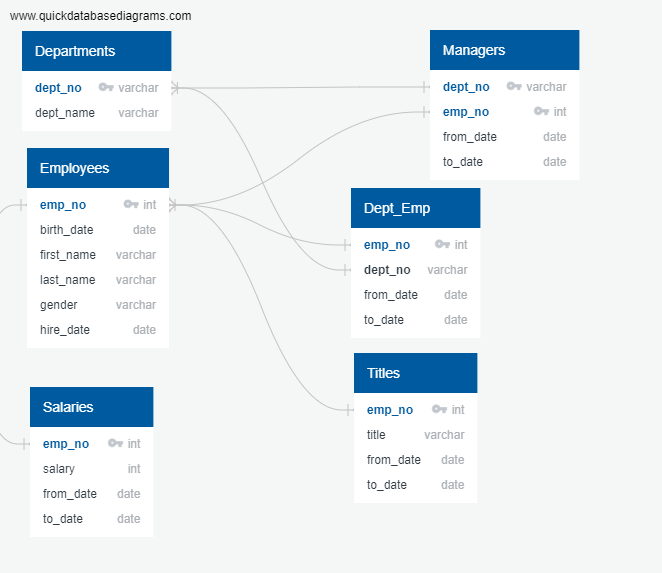 www.quickdatabasediagrams.com
Departments
dept_no varchar
dept_name varchar
Managers
dept_no varchar
emp_no int
from_date date
to_date date
Employees
emp_no int
birth_date date
first_name varchar
last_name varchar
gender varchar
hire_date date
Dept_Emp
emp_no int
dept_no varchar
from_date date
to_date date
Salaries
emp_no int
salary int
from_date date
to_date date
Titles
emp_no int
title varchar
from_date date
to_date date